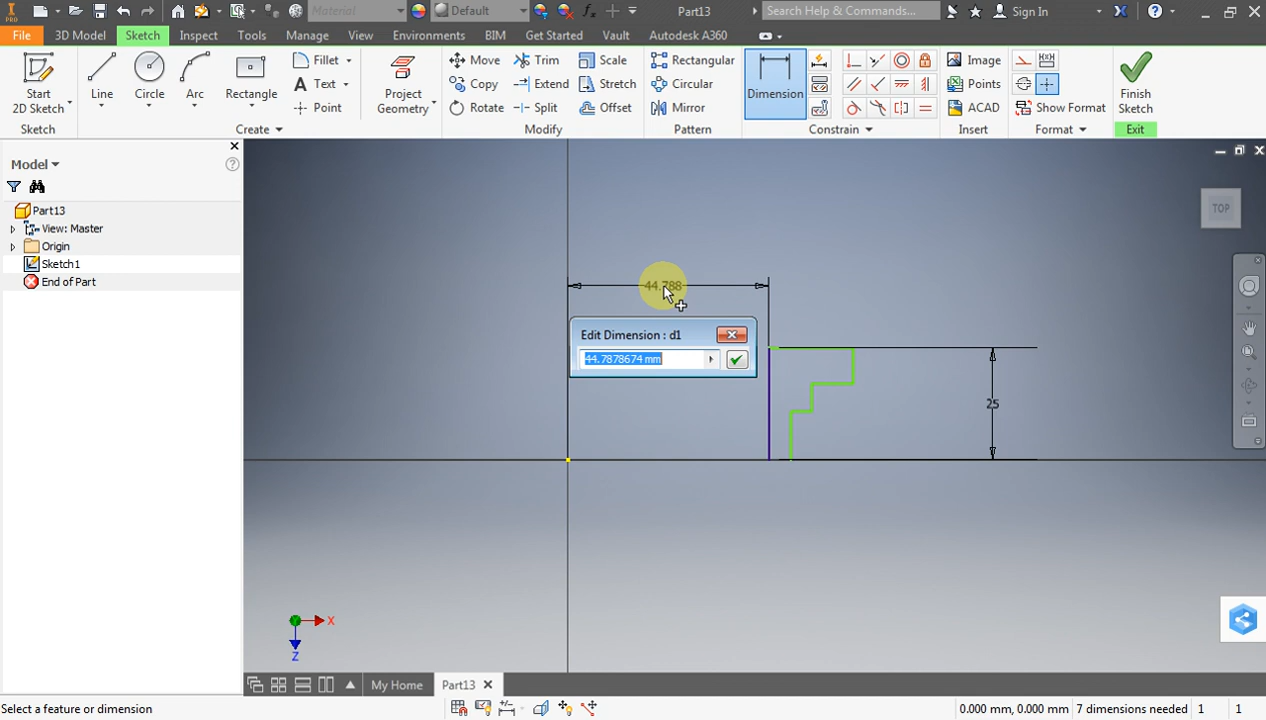 PRO Material Default Part13 Search Help & Commands... Sign In
File 3D Model Sketch Inspect Tools Manage View Environments BIM Get Started Vault Autodesk A360
Start 2D Sketch Line Circle Arc Rectangle Fillet Text Point Project Geometry Move Copy Rotate Trim Extend Split Scale Stretch Offset Rectangular Circular Mirror Dimension Image Points ACAD Show Format Finish Sketch
Sketch Create Modify Pattern Constrain Insert Format Exit
Model
Part13
View: Master
Origin
Sketch1
End of Part
TOP
44.788
Edit Dimension : d1
44.7878674 mm
25
X
Z
My Home Part13
Select a feature or dimension 0.000 mm, 0.000 mm 7 dimensions needed 1 1